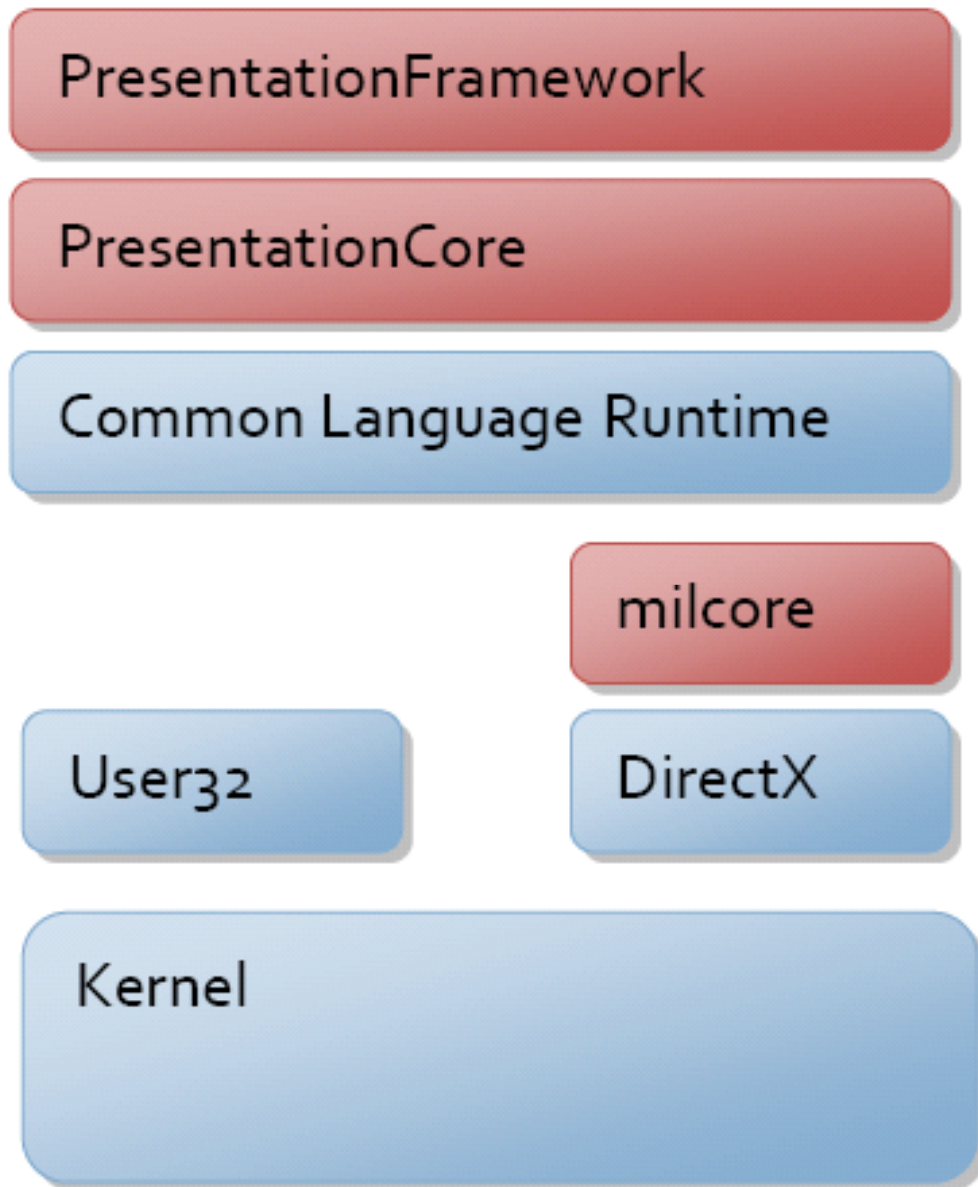 PresentationFramework
PresentationCore
Common Language Runtime
milcore
User32
DirectX
Kernel